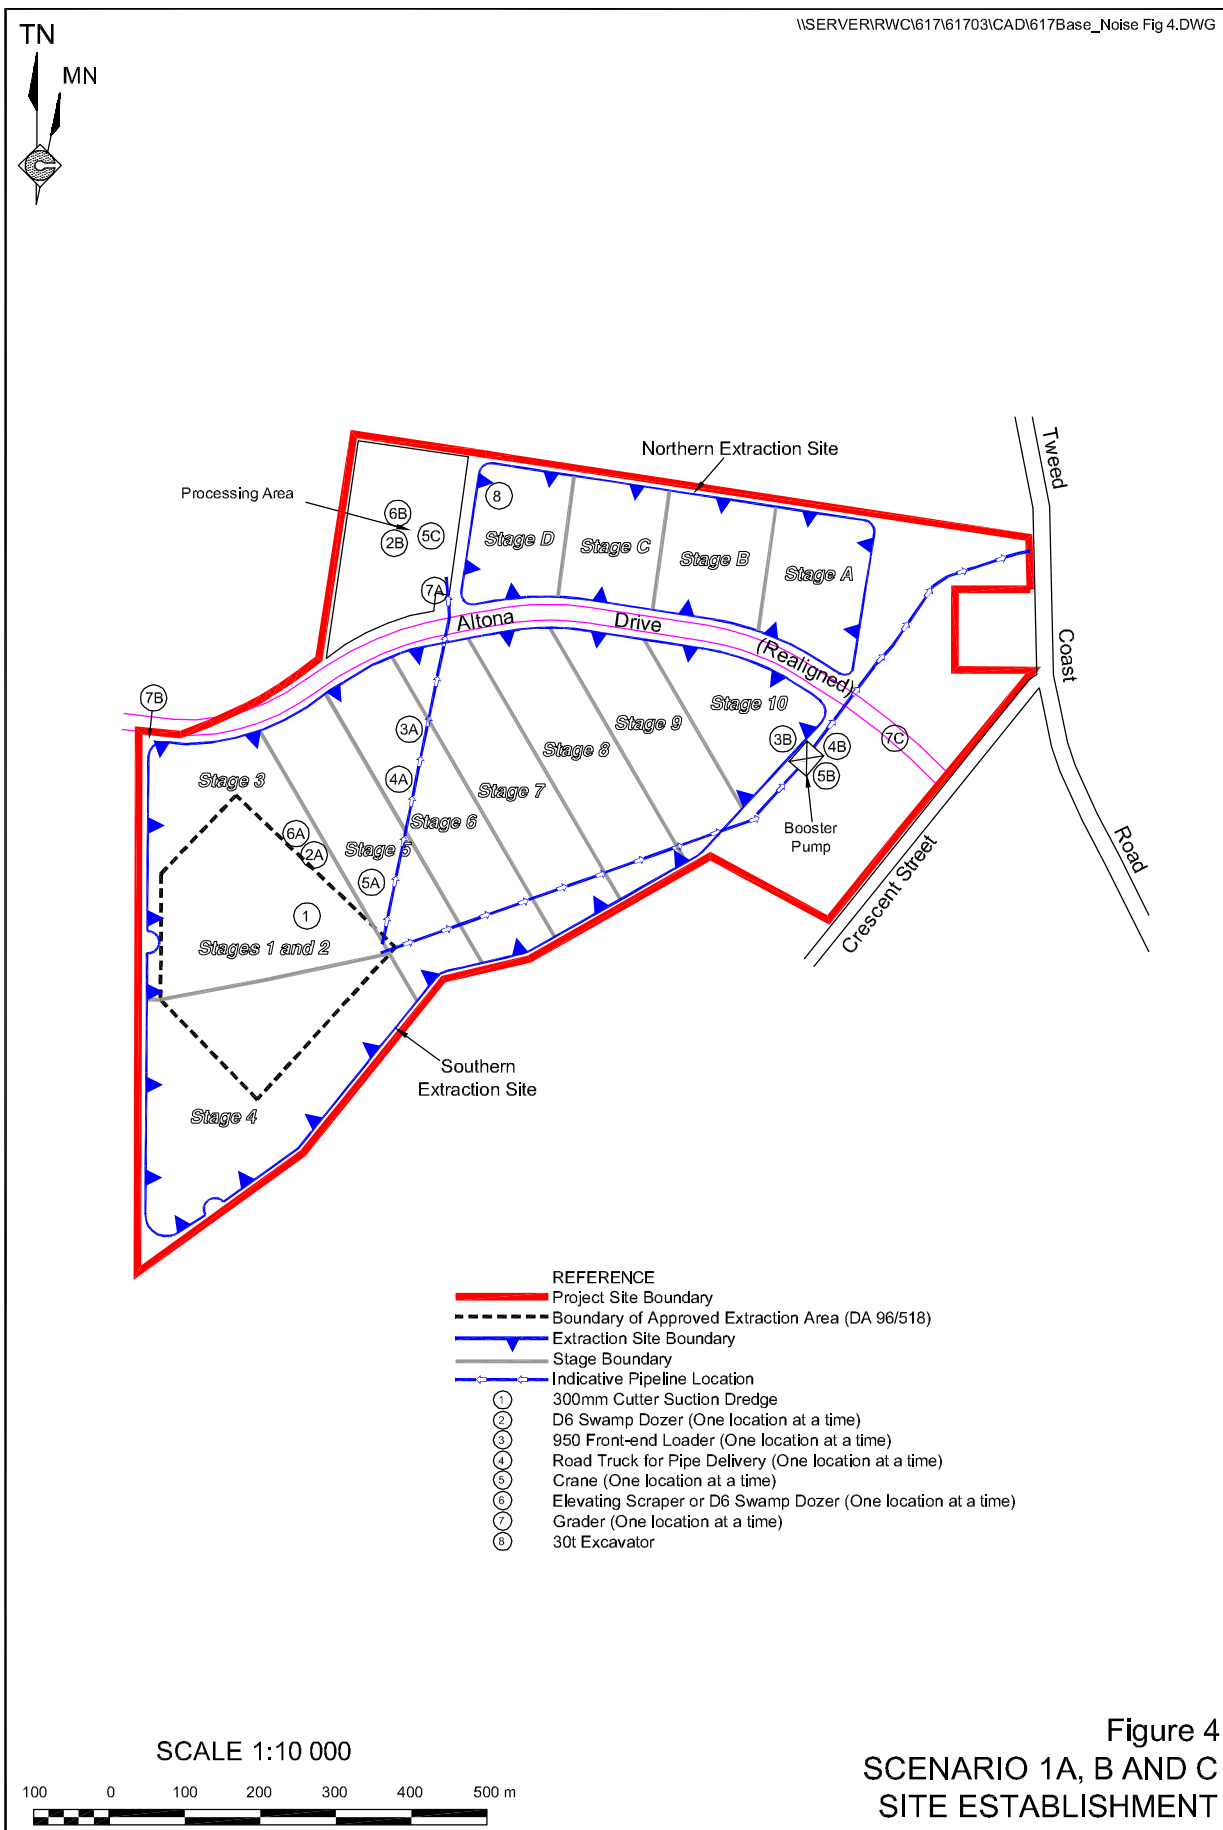 \\SERVER\RWC\617\61703\CAD\617Base_Noise Fig 4.DWG
TN
MN
Northern Extraction Site
Processing Area
Tweed
Coast
Road
8
6B
2B
5C
7A
Stage D
Stage C
Stage B
Stage A
Altona
Drive
(Realigned)
7B
3A
4A
Stage 3
Stage 10
Stage 9
Stage 8
Stage 7
Stage 6
Stage 5
3B
4B
5B
7C
Booster
Pump
6A
2A
5A
1
Stages 1 and 2
Crescent Street
Southern
Extraction Site
Stage 4
REFERENCE
Project Site Boundary
Boundary of Approved Extraction Area (DA 96/518)
Extraction Site Boundary
Stage Boundary
Indicative Pipeline Location
1 300mm Cutter Suction Dredge
2 D6 Swamp Dozer (One location at a time)
3 950 Front-end Loader (One location at a time)
4 Road Truck for Pipe Delivery (One location at a time)
5 Crane (One location at a time)
6 Elevating Scraper or D6 Swamp Dozer (One location at a time)
7 Grader (One location at a time)
8 30t Excavator
SCALE 1:10 000
100 0 100 200 300 400 500 m
Figure 4
SCENARIO 1A, B AND C
SITE ESTABLISHMENT